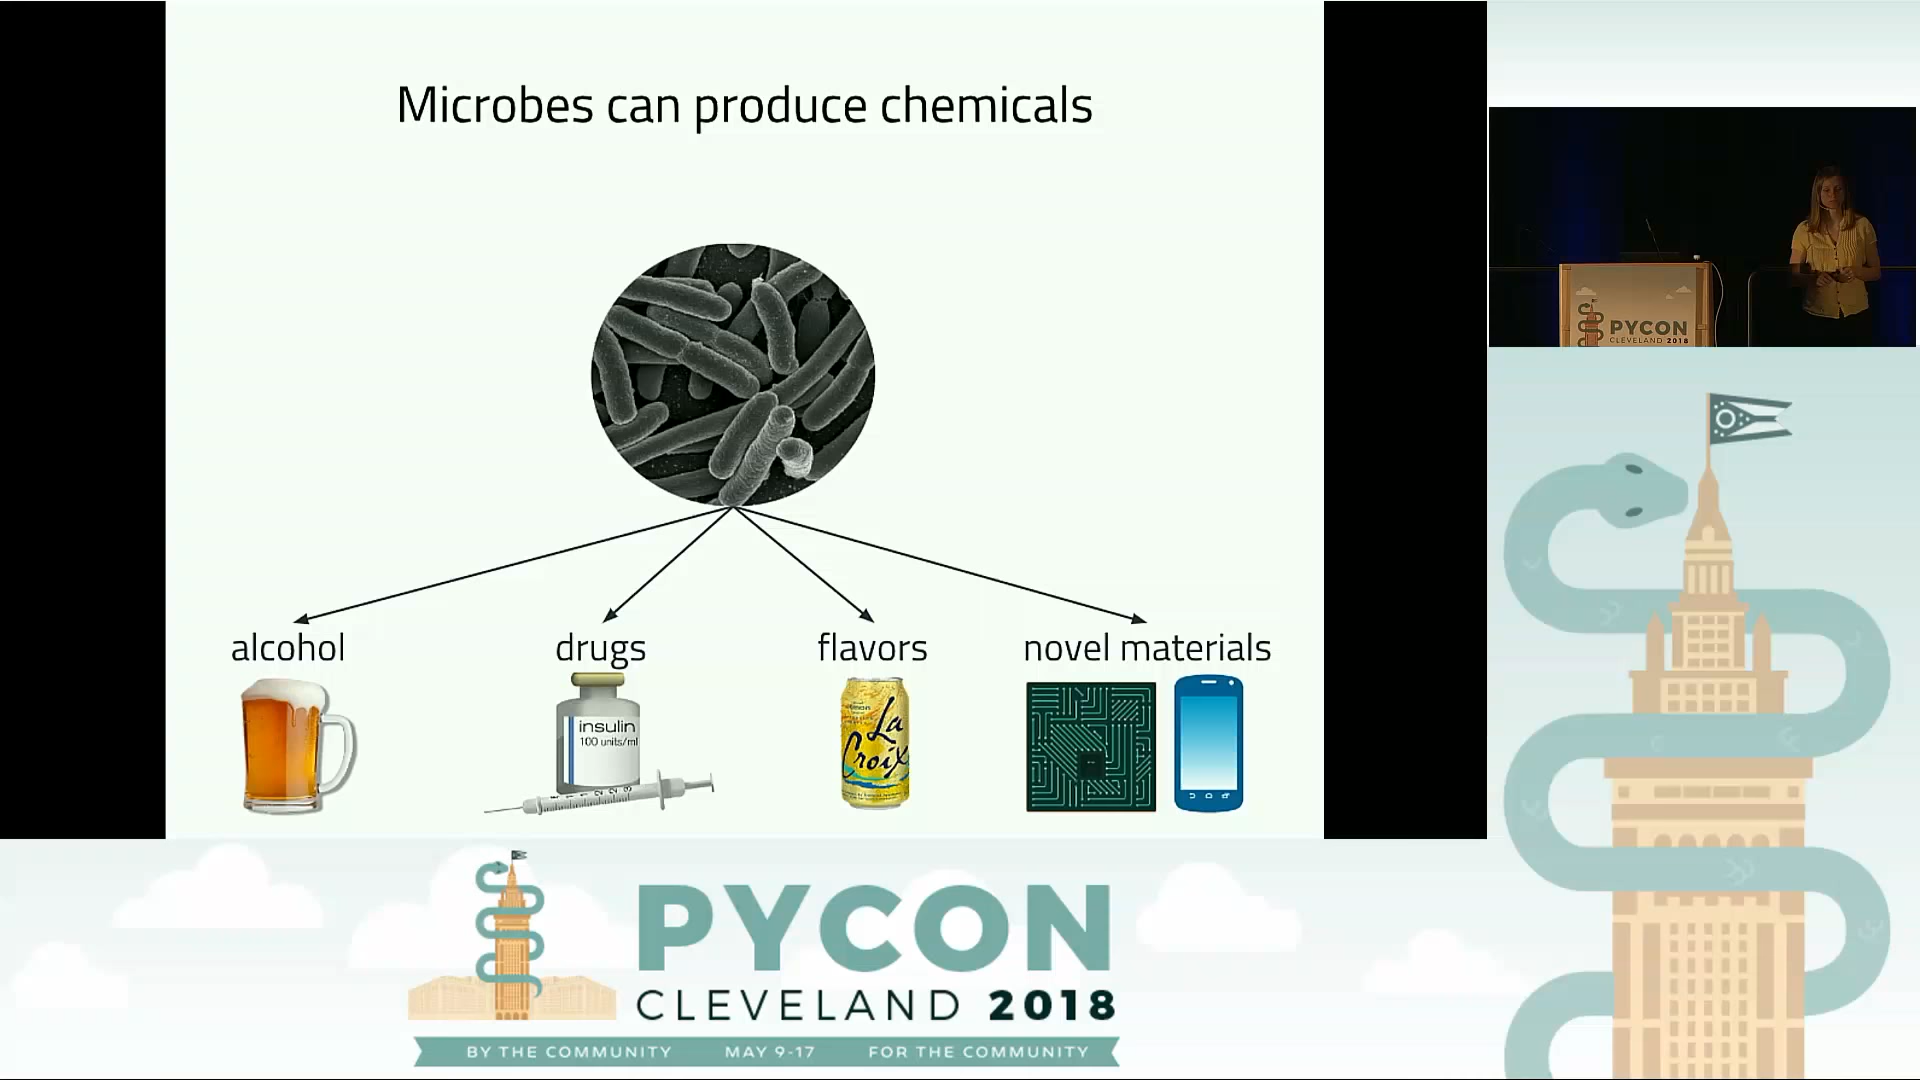 Microbes can produce chemicals
alcohol
drugs
flavors
novel materials
insulin
100 units/ml
La
Croix
PYCON
CLEVELAND 2018
PYCON
CLEVELAND 2018
BY THE COMMUNITY MAY 9-17 FOR THE COMMUNITY